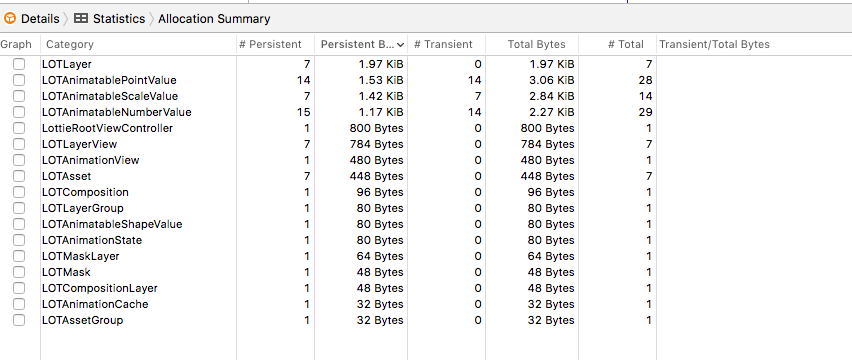 Details Statistics Allocation Summary
Graph Category # Persistent Persistent B... # Transient Total Bytes # Total Transient/Total Bytes
LOTLayer 7 1.97 KiB 0 1.97 KiB 7
LOTAnimatablePointValue 14 1.53 KiB 14 3.06 KiB 28
LOTAnimatableScaleValue 7 1.42 KiB 7 2.84 KiB 14
LOTAnimatableNumberValue 15 1.17 KiB 14 2.27 KiB 29
LottieRootViewController 1 800 Bytes 0 800 Bytes 1
LOTLayerView 7 784 Bytes 0 784 Bytes 7
LOTAnimationView 1 480 Bytes 0 480 Bytes 1
LOTAsset 7 448 Bytes 0 448 Bytes 7
LOTComposition 1 96 Bytes 0 96 Bytes 1
LOTLayerGroup 1 80 Bytes 0 80 Bytes 1
LOTAnimatableShapeValue 1 80 Bytes 0 80 Bytes 1
LOTAnimationState 1 80 Bytes 0 80 Bytes 1
LOTMaskLayer 1 64 Bytes 0 64 Bytes 1
LOTMask 1 48 Bytes 0 48 Bytes 1
LOTCompositionLayer 1 48 Bytes 0 48 Bytes 1
LOTAnimationCache 1 32 Bytes 0 32 Bytes 1
LOTAssetGroup 1 32 Bytes 0 32 Bytes 1